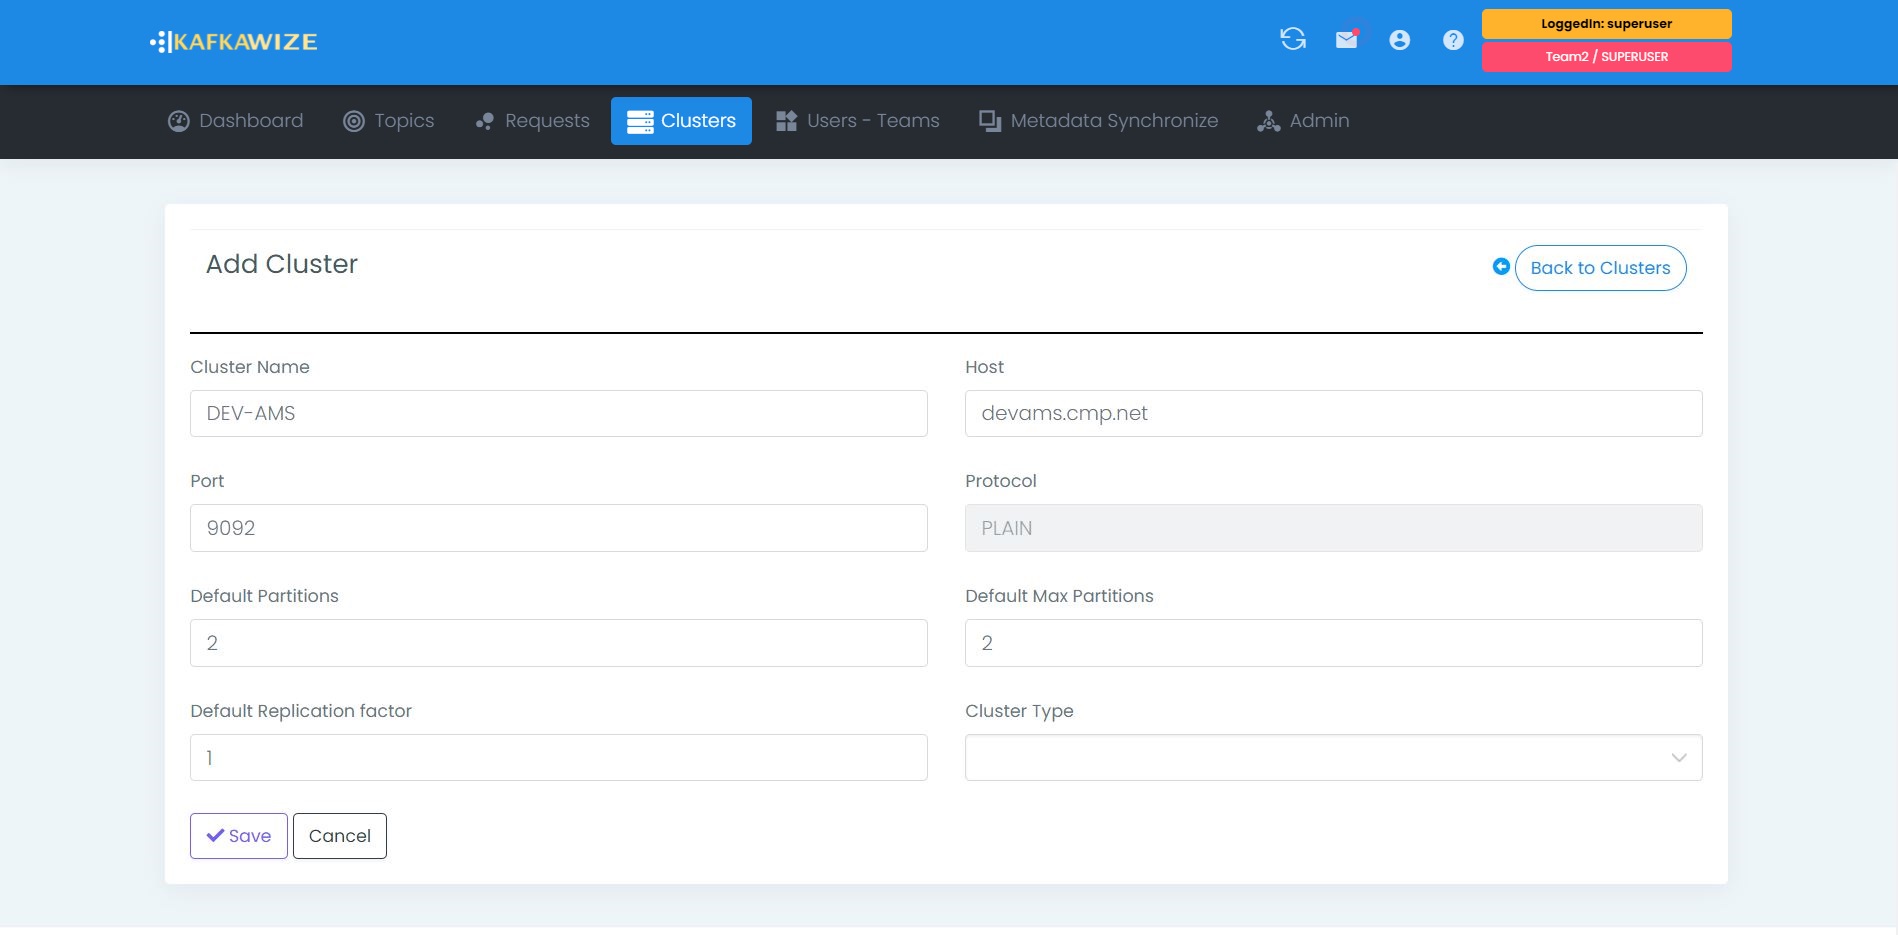 KAFKAWIZE
LoggedIn: superuser
Team2 / SUPERUSER
Dashboard Topics Requests Clusters Users - Teams Metadata Synchronize Admin
Add Cluster Back to Clusters
Cluster Name Host
DEV-AMS devams.cmp.net
Port Protocol
9092 PLAIN
Default Partitions Default Max Partitions
2 2
Default Replication factor Cluster Type
1
Save Cancel